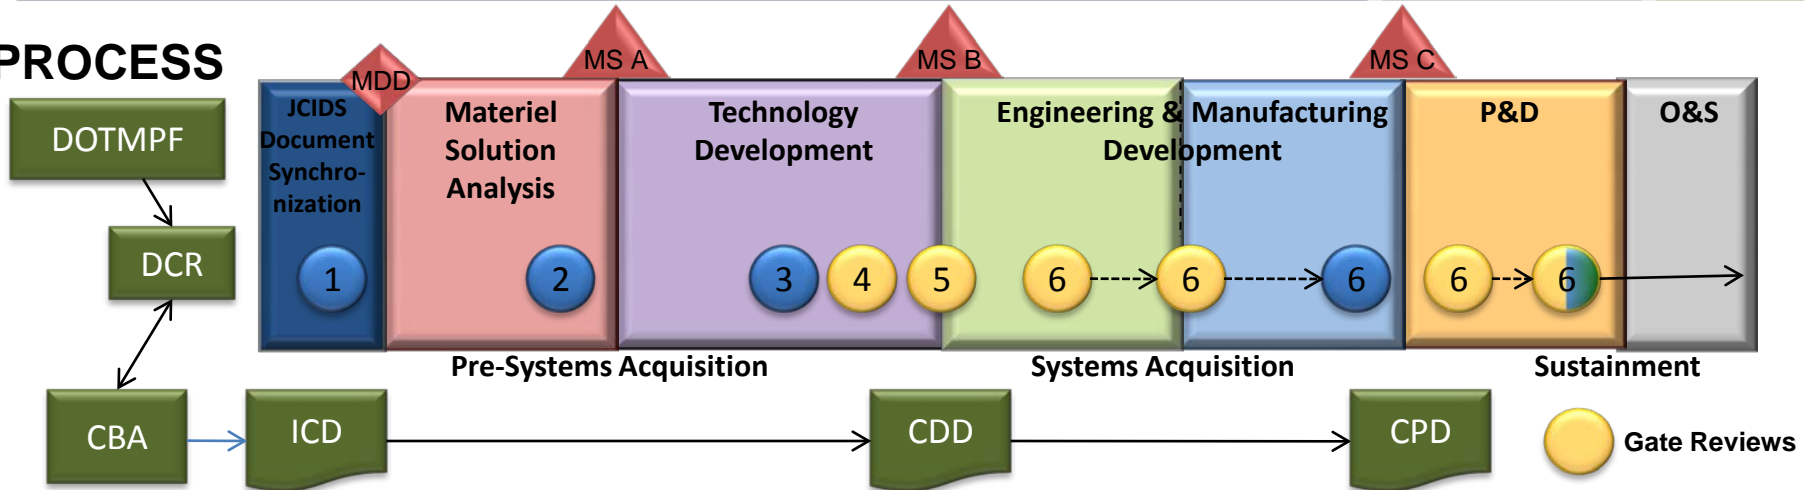 PROCESS
MDD
MS A
MS B
MS C
DOTMPF
DCR
CBA
JCIDS
Document
Synchro-
nization
Materiel
Solution
Analysis
Technology
Development
Engineering & Manufacturing
Development
P&D
O&S
1
2
3
4
5
6
6
6
6
6
Pre-Systems Acquisition
Systems Acquisition
Sustainment
ICD
CDD
CPD
Gate Reviews